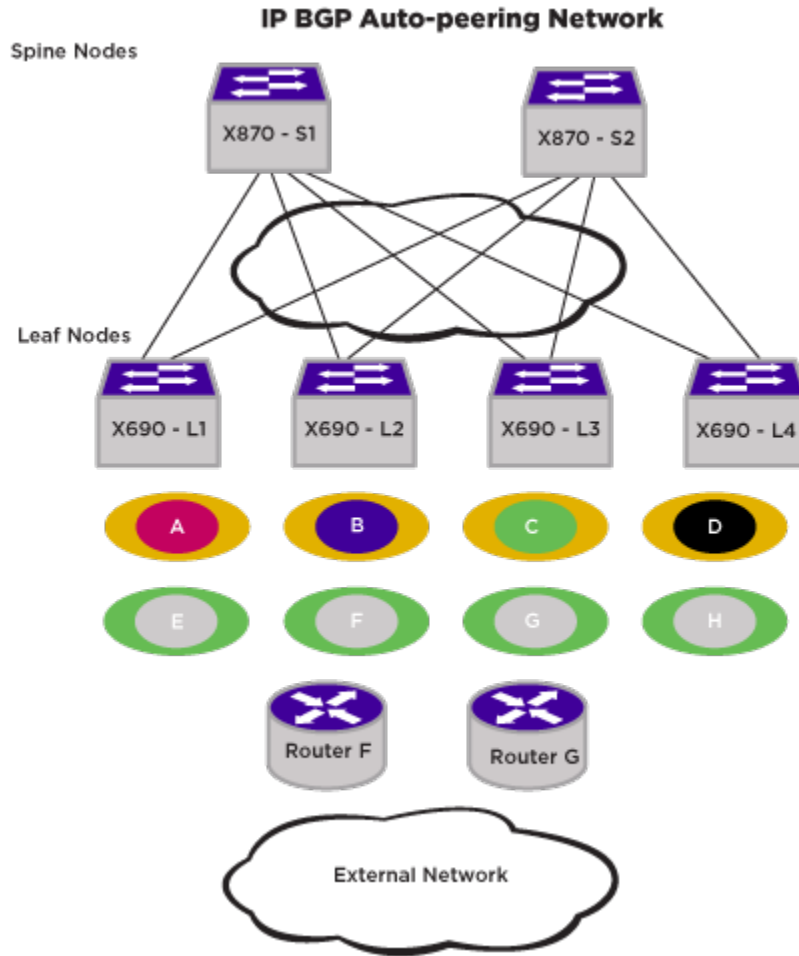 IP BGP Auto-peering Network
Spine Nodes
X870 - S1
X870 - S2
Leaf Nodes
X690 - L1
X690 - L2
X690 - L3
X690 - L4
A
B
C
D
E
F
G
H
Router F
Router G
External Network